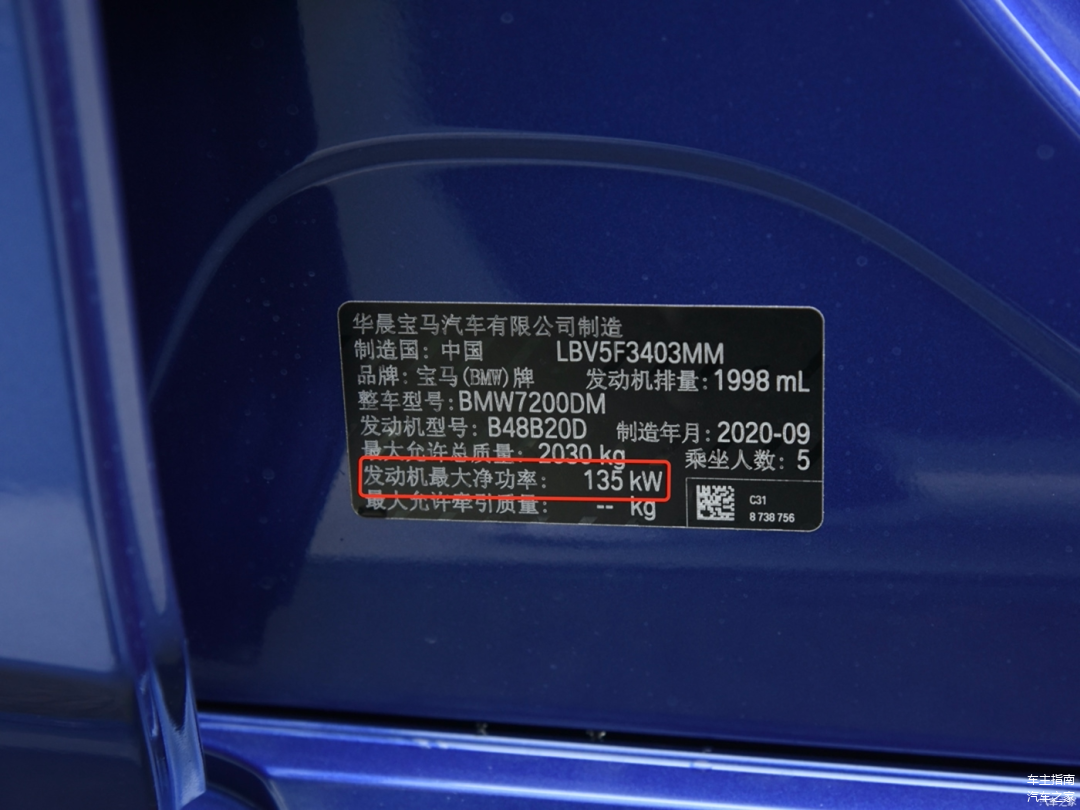 华晨宝马汽车有限公司制造
制造国：中国 LBV5F3403MM
品牌：宝马(BMW)牌 发动机排量：1998 mL
整车型号：BMW7200DM
发动机型号：B48B20D 制造年月：2020-09
最大允许总质量：2030 kg 乘坐人数：5
发动机最大净功率：135 kW
最大允许牵引质量：-- kg
C31
8 738 756
车主指南
汽车之家